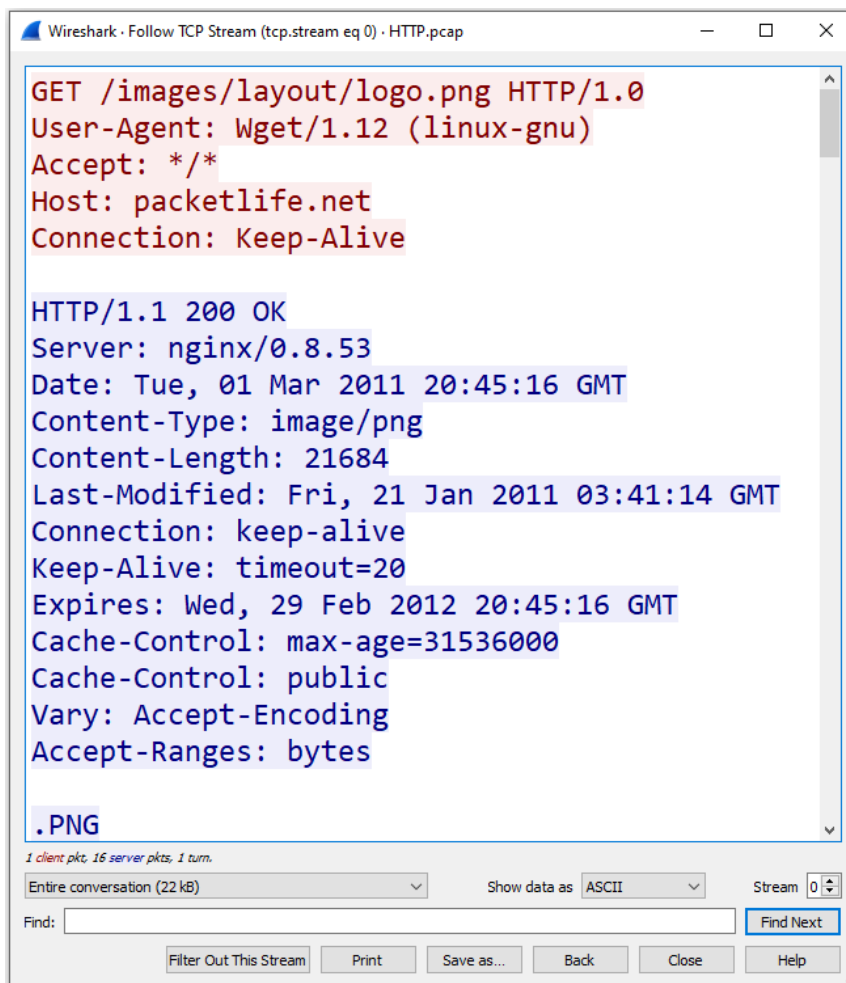 Wireshark · Follow TCP Stream (tcp.stream eq 0) · HTTP.pcap
GET /images/layout/logo.png HTTP/1.0
User-Agent: Wget/1.12 (linux-gnu)
Accept: */*
Host: packetlife.net
Connection: Keep-Alive
HTTP/1.1 200 OK
Server: nginx/0.8.53
Date: Tue, 01 Mar 2011 20:45:16 GMT
Content-Type: image/png
Content-Length: 21684
Last-Modified: Fri, 21 Jan 2011 03:41:14 GMT
Connection: keep-alive
Keep-Alive: timeout=20
Expires: Wed, 29 Feb 2012 20:45:16 GMT
Cache-Control: max-age=31536000
Cache-Control: public
Vary: Accept-Encoding
Accept-Ranges: bytes
.PNG
1 client pkt, 16 server pkts, 1 turn.
Entire conversation (22 kB) Show data as ASCII Stream 0
Find: Find Next
Filter Out This Stream Print Save as... Back Close Help